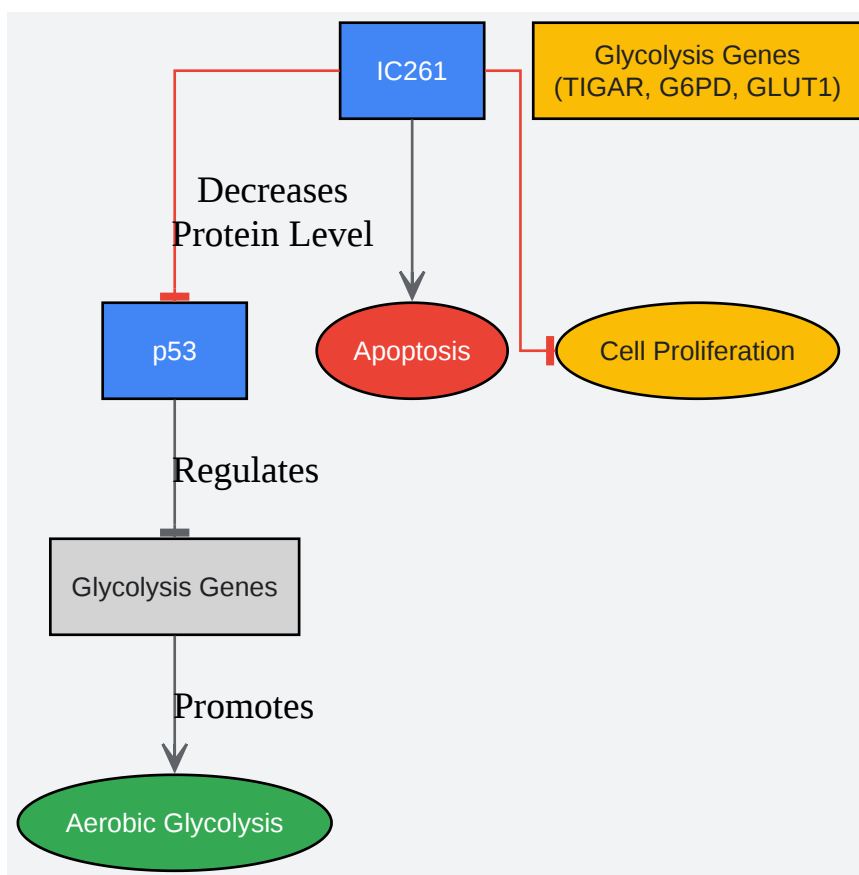 IC261
Glycolysis Genes
(TIGAR, G6PD, GLUT1)
Decreases
Protein Level
p53
Apoptosis
Cell Proliferation
Regulates
Glycolysis Genes
Promotes
Aerobic Glycolysis